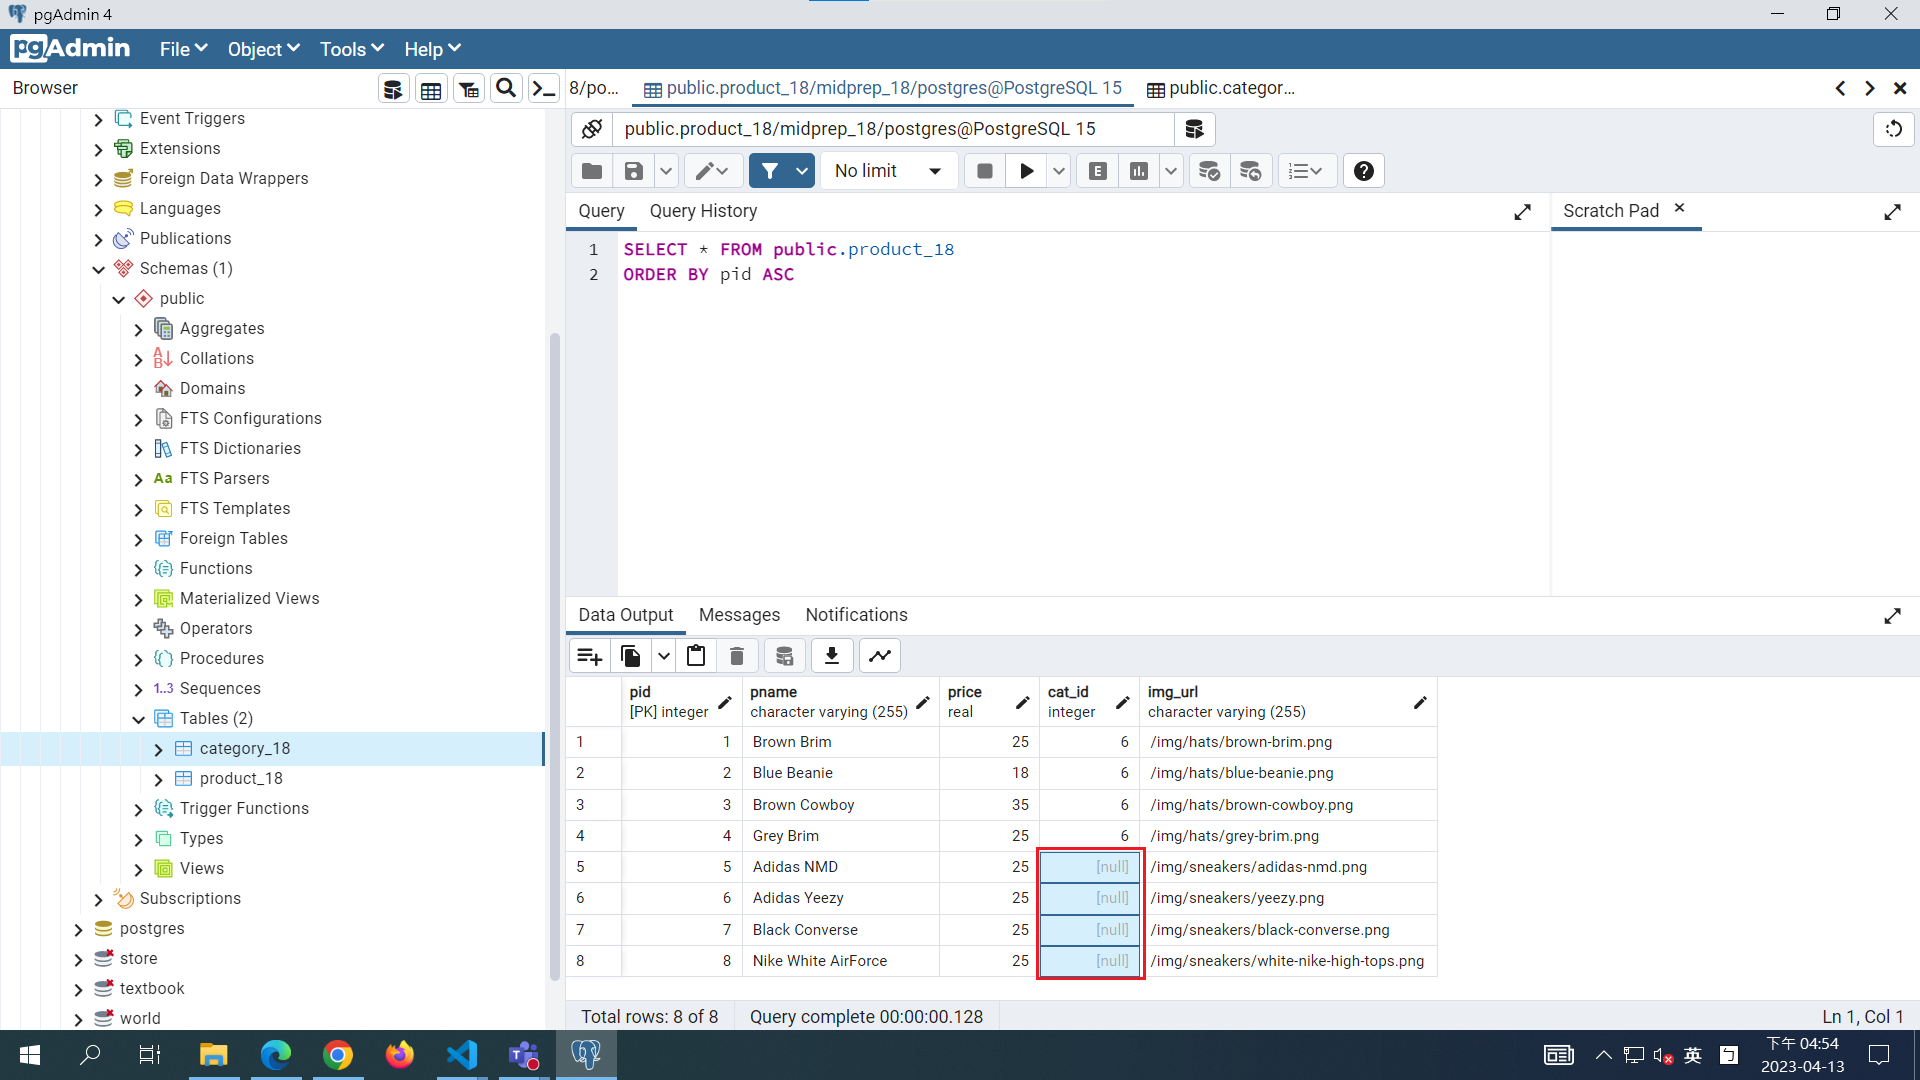 pgAdmin 4
pgAdmin File Object Tools Help
Browser
8/po... public.product_18/midprep_18/postgres@PostgreSQL 15 public.categor...
Event Triggers
Extensions
Foreign Data Wrappers
Languages
Publications
Schemas (1)
public
Aggregates
Collations
Domains
FTS Configurations
FTS Dictionaries
Aa FTS Parsers
FTS Templates
Foreign Tables
Functions
Materialized Views
Operators
Procedures
1..3 Sequences
Tables (2)
category_18
product_18
Trigger Functions
Types
Views
Subscriptions
postgres
store
textbook
world
public.product_18/midprep_18/postgres@PostgreSQL 15
No limit E
Query Query History
Scratch Pad
1 SELECT * FROM public.product_18
2 ORDER BY pid ASC
Data Output Messages Notifications
pid pname price cat_id img_url
[PK] integer character varying (255) real integer character varying (255)
1 1 Brown Brim 25 6 /img/hats/brown-brim.png
2 2 Blue Beanie 18 6 /img/hats/blue-beanie.png
3 3 Brown Cowboy 35 6 /img/hats/brown-cowboy.png
4 4 Grey Brim 25 6 /img/hats/grey-brim.png
5 5 Adidas NMD 25 [null] /img/sneakers/adidas-nmd.png
6 6 Adidas Yeezy 25 [null] /img/sneakers/yeezy.png
7 7 Black Converse 25 [null] /img/sneakers/black-converse.png
8 8 Nike White AirForce 25 [null] /img/sneakers/white-nike-high-tops.png
Total rows: 8 of 8 Query complete 00:00:00.128
Ln 1, Col 1
英
下午 04:54
2023-04-13